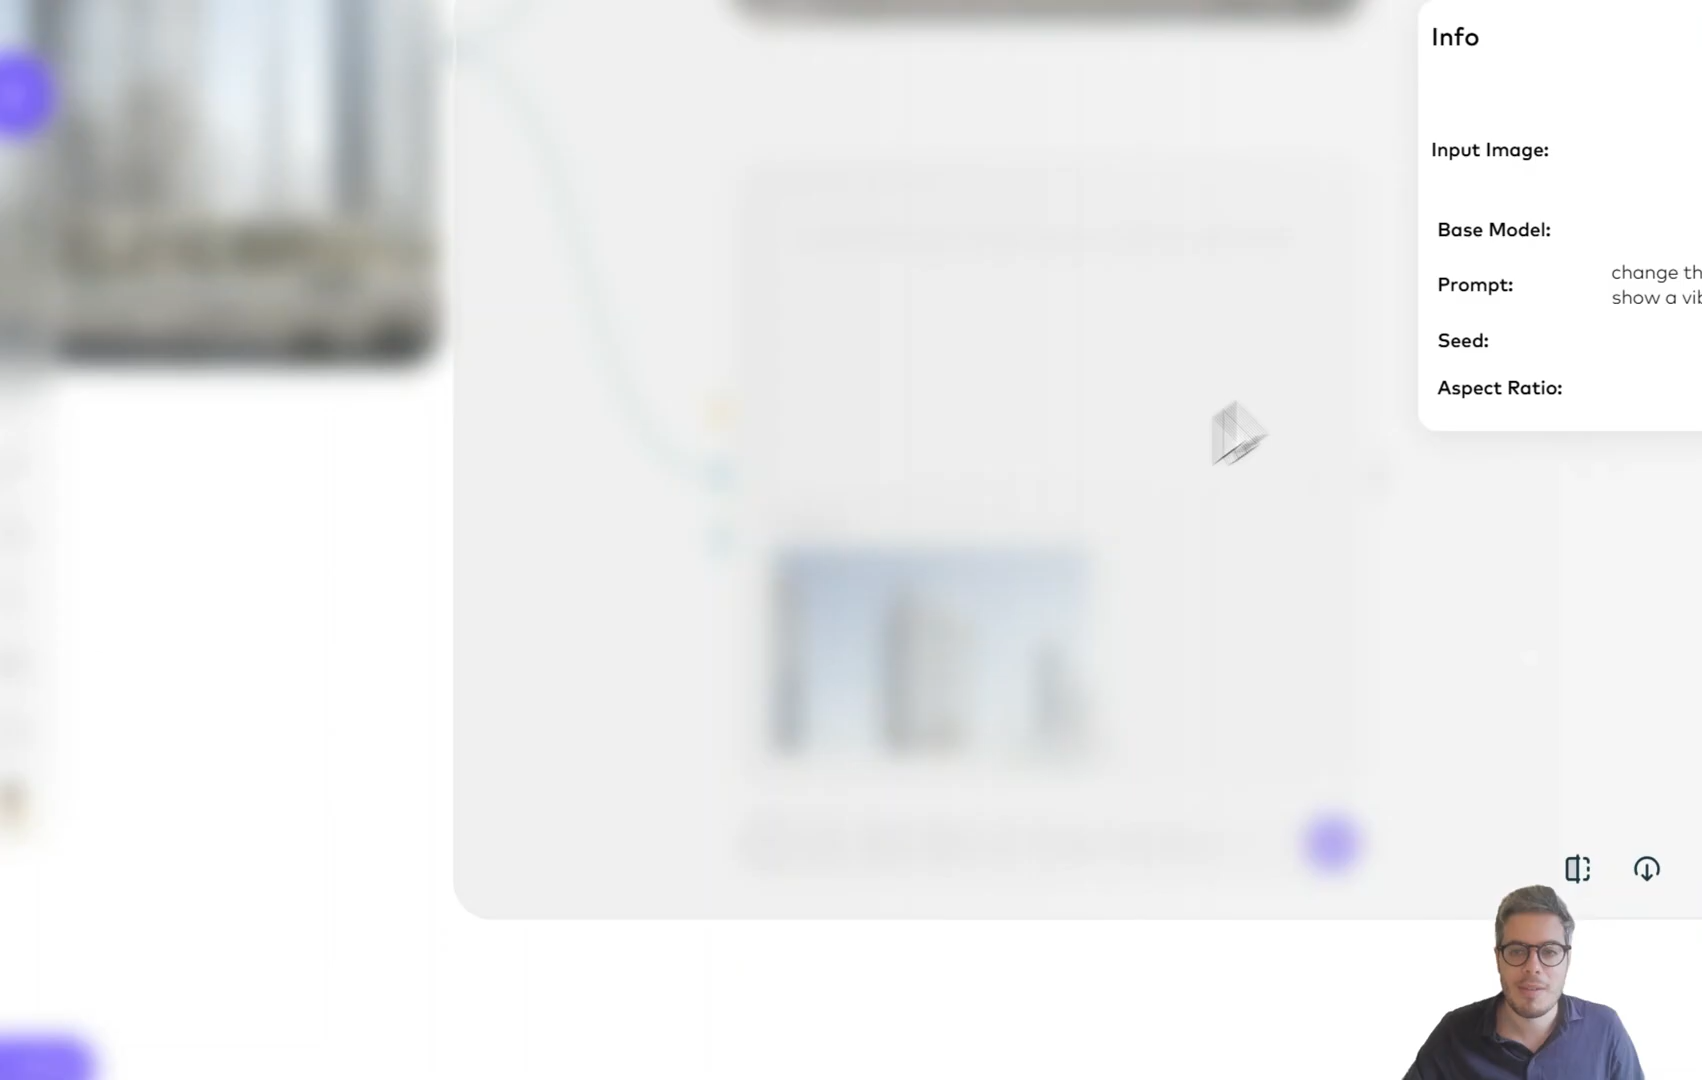 Info
Input Image:
Base Model:
Prompt:
change th
show a vib
Seed:
Aspect Ratio: